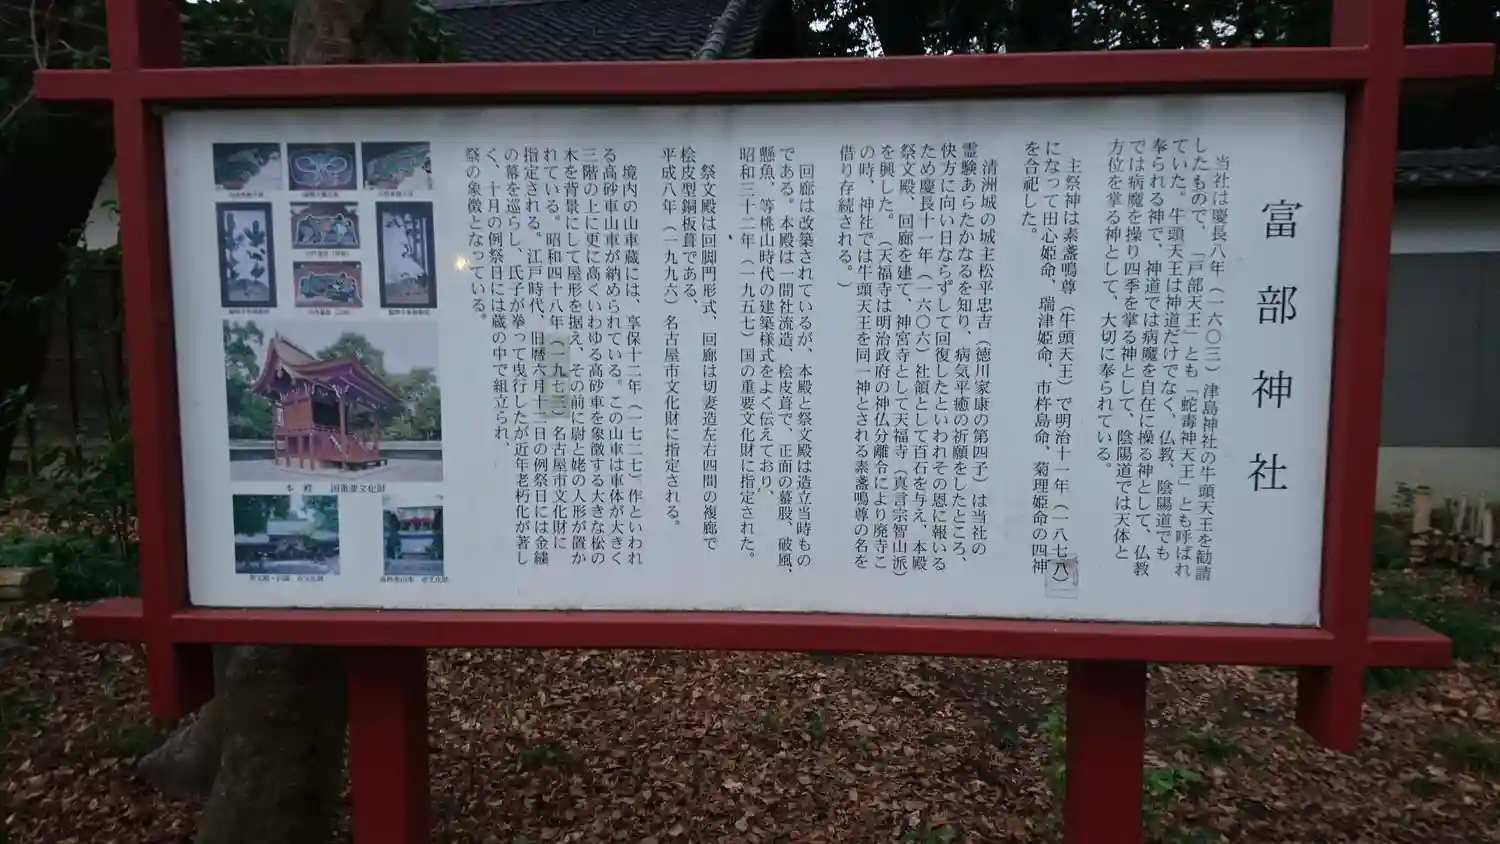 富部神社
当社は慶長八年（一六〇三）津島神社の牛頭天王を勧請
したもので、「戸部天王」とも「蛇毒神天王」とも呼ばれ
ていた。牛頭天王は神道だけでなく、仏教、陰陽道でも
奉られる神で、神道では病魔を自在に操る神として、仏教
では病魔を操り四季を掌る神として、陰陽道では天体と
方位を掌る神として、大切に奉られている。
主祭神は素盞鳴尊（牛頭天王）で明治十一年（一八七八）
になって田心姫命、瑞津姫命、市杵島命、菊理姫命の四神
を合祀した。
清洲城の城主松平忠吉（徳川家康の第四子）は当社の
霊験あらたかなるを知り、病気平癒の祈願をしたところ、
快方に向い日ならずして回復したといわれその恩に報いる
ため慶長十一年（一六〇六）社領として百石を与え、本殿
祭文殿、回廊を建て、神宮寺として天福寺（真言宗智山派）
を興した。（天福寺は明治政府の神仏分離令により廃寺こ
の時、神社では牛頭天王を同一神とされる素盞鳴尊の名を
借り存続される。）
回廊は改築されているが、本殿と祭文殿は造立当時もの
である。本殿は一間社流造、桧皮葺で、正面の蟇股、破風、
懸魚、等桃山時代の建築様式をよく伝えており、
昭和三十二年（一九五七）国の重要文化財に指定された。
祭文殿は回脚門形式、回廊は切妻造左右四間の複廊で
桧皮型銅板葺である、
平成八年（一九九六）名古屋市文化財に指定される。
境内の山車蔵には、享保十二年（一七二七）作といわれ
る高砂車山車が納められている。この山車は車体が大きく
三階の上に更に高くいわゆる高砂車を象徴する大きな松の
木を背景にして屋形を据え、その前に尉と姥の人形が置か
れている。昭和四十八年（一九七三）名古屋市文化財に
指定される。江戸時代、旧暦六月十二日の例祭日には金繍
の幕を巡らし、氏子が挙って曳行したが近年老朽化が著し
く、十月の例祭日には蔵の中で組立られ、
祭の象徴となっている。
本殿　国重要文化財
祭文殿・回廊　市文化財
高砂車山車　市文化財